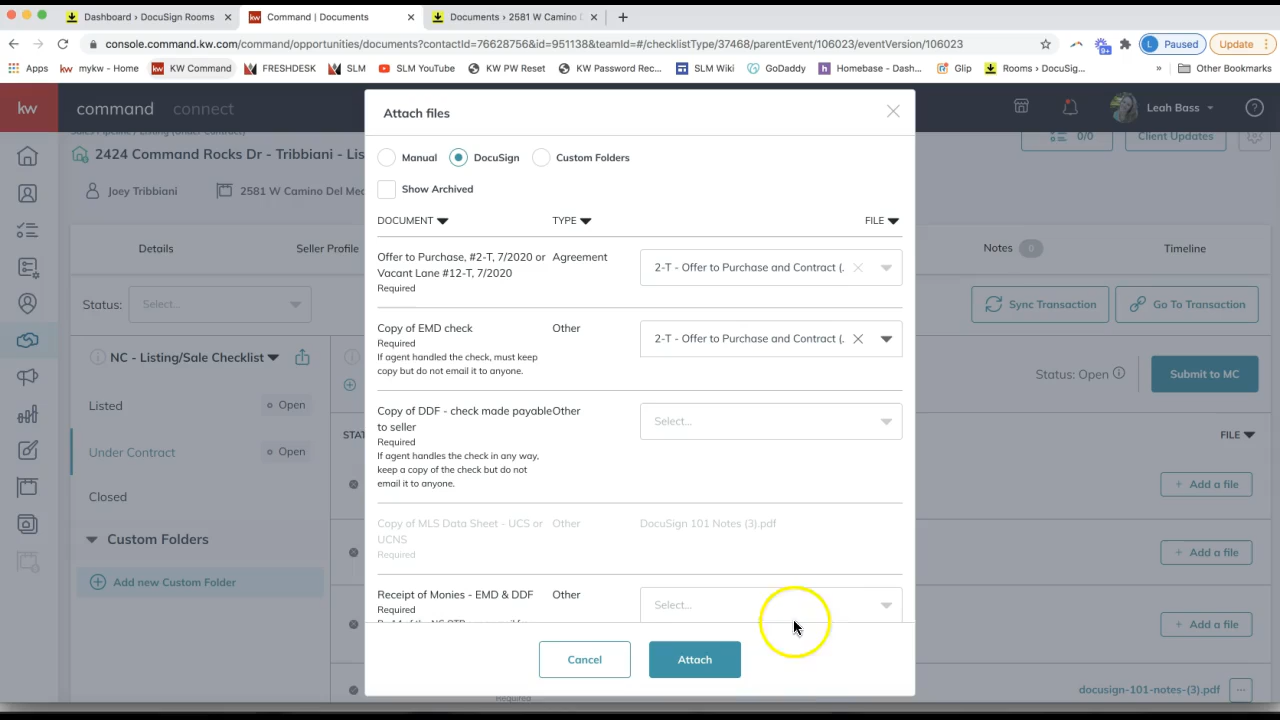 Dashboard › DocuSign Rooms
Command | Documents
Documents › 2581 W Camino D
console.command.kw.com/command/opportunities/documents?contactId=76628756&id=951138&teamId=#/checklistType/37468/parentEvent/106023/eventVersion/106023
L Paused
Update
Apps
mykw - Home
KW Command
FRESHDESK
SLM
SLM YouTube
KW PW Reset
KW Password Rec...
SLM Wiki
GoDaddy
Homebase - Dash...
Glip
Rooms › DocuSig...
»
Other Bookmarks
kw
command
connect
Leah Bass
2424 Command Rocks Dr - Tribbiani - Lis
0/0
Client Updates
Joey Tribbiani
2581 W Camino Del Med
Details
Seller Profile
Notes 0
Timeline
Status:
Select...
Sync Transaction
Go To Transaction
NC - Listing/Sale Checklist
Listed
Open
Under Contract
Open
Closed
Custom Folders
Add new Custom Folder
Status: Open
Submit to MC
STAT
FILE
+ Add a file
+ Add a file
+ Add a file
Required
docusign-101-notes-(3).pdf
...
Attach files
Manual
DocuSign
Custom Folders
Show Archived
DOCUMENT
TYPE
FILE
Offer to Purchase, #2-T, 7/2020 or
Vacant Lane #12-T, 7/2020
Required
Agreement
2-T - Offer to Purchase and Contract (.
Copy of EMD check
Required
If agent handled the check, must keep
copy but do not email it to anyone.
Other
2-T - Offer to Purchase and Contract (.
Copy of DDF - check made payable
to seller
Required
If agent handles the check in any way,
keep a copy of the check but do not
email it to anyone.
Other
Select...
Copy of MLS Data Sheet - UCS or
UCNS
Required
Other
DocuSign 101 Notes (3).pdf
Receipt of Monies - EMD & DDF
Required
Other
Select...
Cancel
Attach